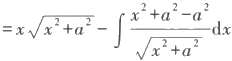 =x√(x²+a²) − ∫ (x²+a²−a²)/√(x²+a²) dx